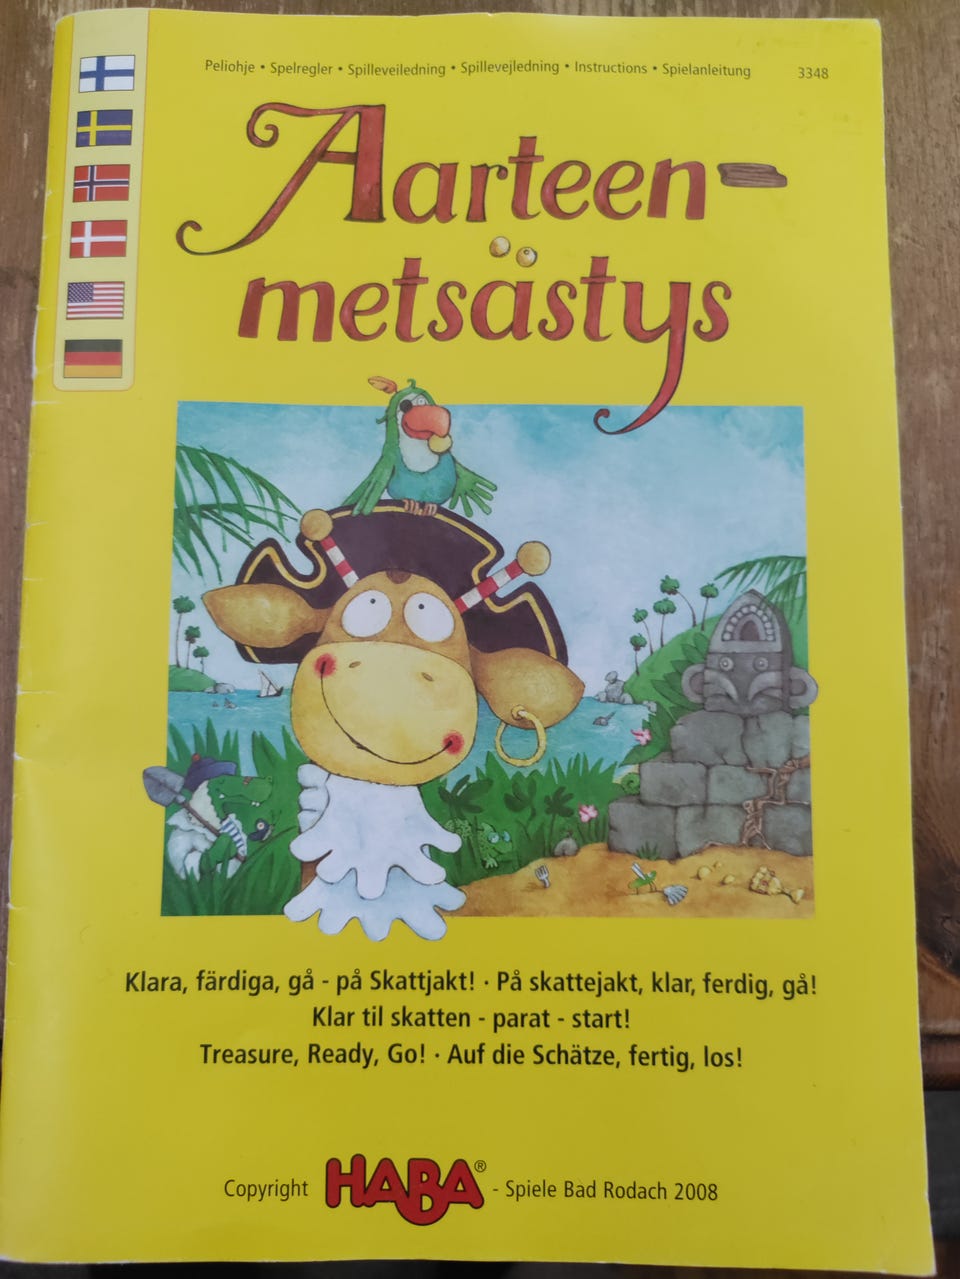 Peliohje • Spelregler • Spilleveiledning • Spillevejledning • Instructions • Spielanleitung 3348
Aarteen-
metsästys
Klara, färdiga, gå - på Skattjakt! · På skattejakt, klar, ferdig, gå!
Klar til skatten - parat - start!
Treasure, Ready, Go! · Auf die Schätze, fertig, los!
Copyright HABA® - Spiele Bad Rodach 2008